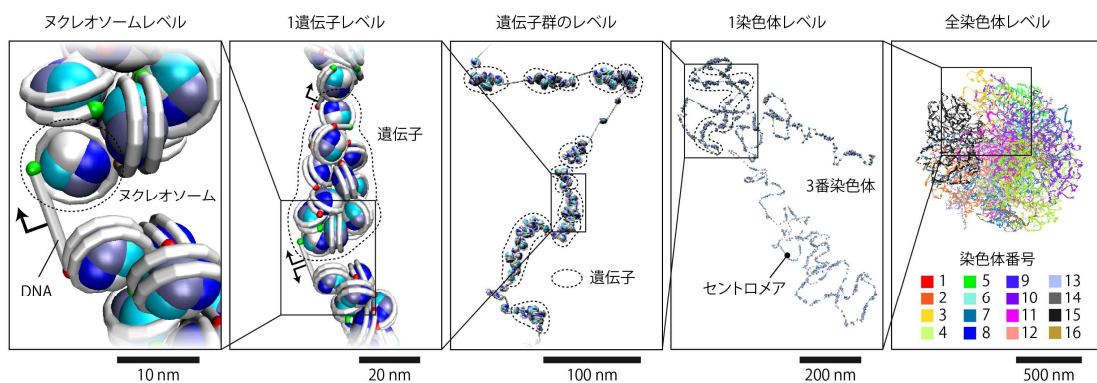 ヌクレオソームレベル
1遺伝子レベル
遺伝子群のレベル
1染色体レベル
全染色体レベル
ヌクレオソーム
DNA
10 nm
遺伝子
20 nm
遺伝子
100 nm
3番染色体
セントロメア
200 nm
染色体番号
1 5 9 13
2 6 10 14
3 7 11 15
4 8 12 16
500 nm